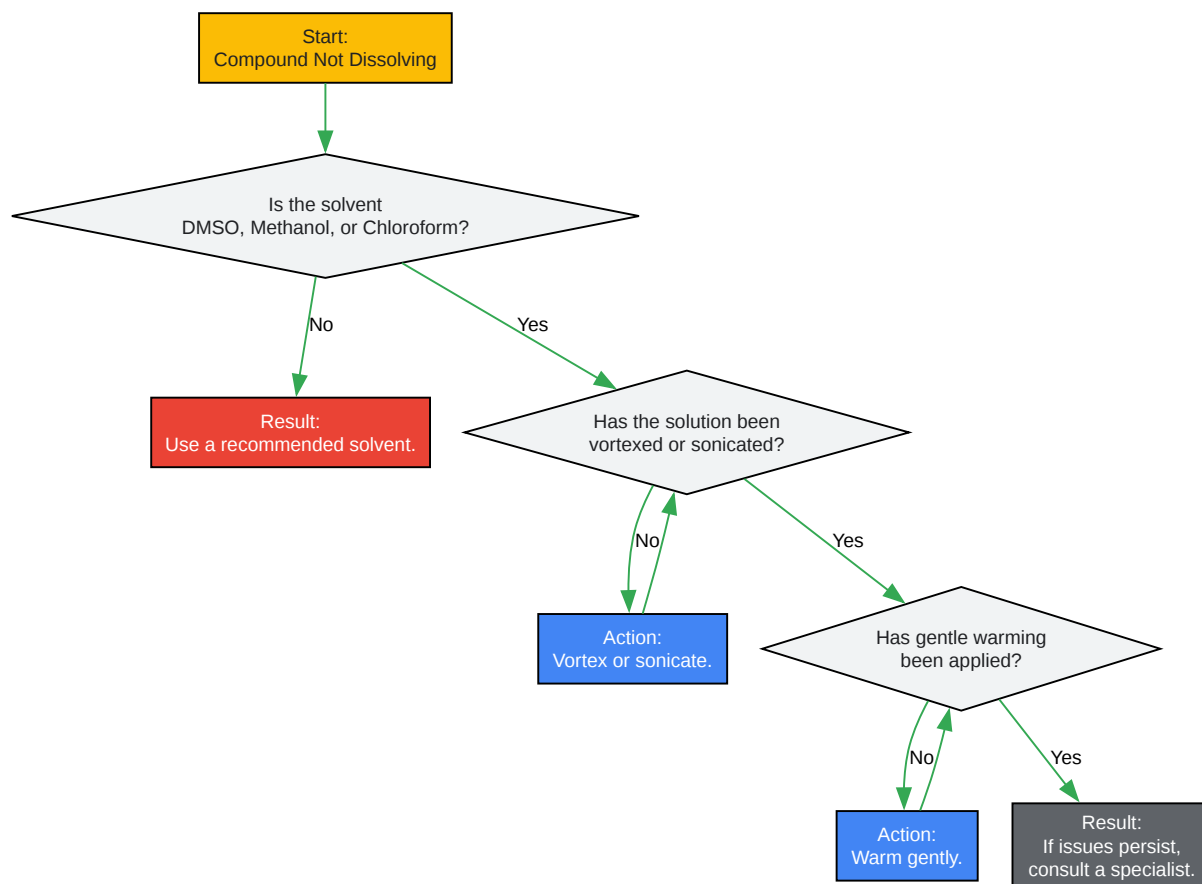 Start:
Compound Not Dissolving
Is the solvent
DMSO, Methanol, or Chloroform?
No
Yes
Result:
Use a recommended solvent.
Has the solution been
vortexed or sonicated?
No
Yes
Action:
Vortex or sonicate.
Has gentle warming
been applied?
No
Yes
Action:
Warm gently.
Result:
If issues persist,
consult a specialist.